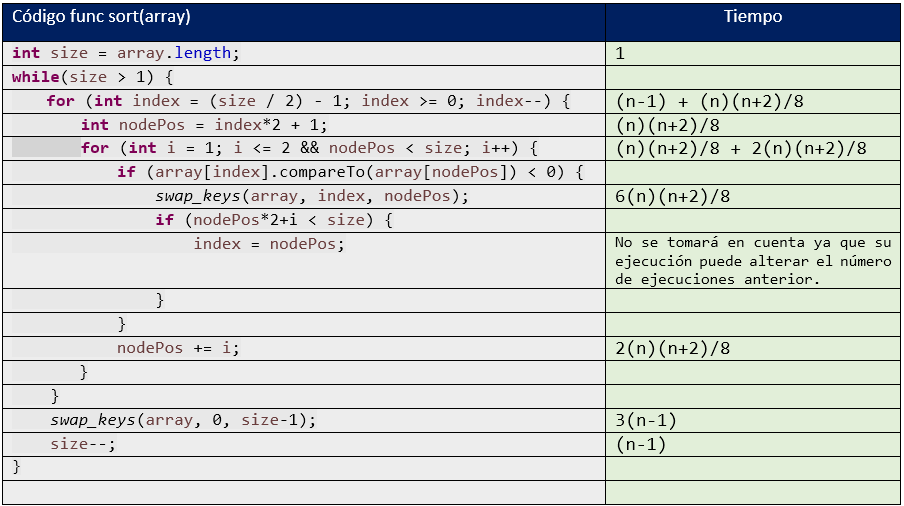 Código func sort(array) Tiempo
int size = array.length; 1
while(size > 1) {
for (int index = (size / 2) - 1; index >= 0; index--) { (n-1) + (n)(n+2)/8
int nodePos = index*2 + 1; (n)(n+2)/8
for (int i = 1; i <= 2 && nodePos < size; i++) { (n)(n+2)/8 + 2(n)(n+2)/8
if (array[index].compareTo(array[nodePos]) < 0) {
swap_keys(array, index, nodePos); 6(n)(n+2)/8
if (nodePos*2+i < size) {
index = nodePos; No se tomará en cuenta ya que su
ejecución puede alterar el número
de ejecuciones anterior.
}
}
nodePos += i; 2(n)(n+2)/8
}
}
swap_keys(array, 0, size-1); 3(n-1)
size--; (n-1)
}